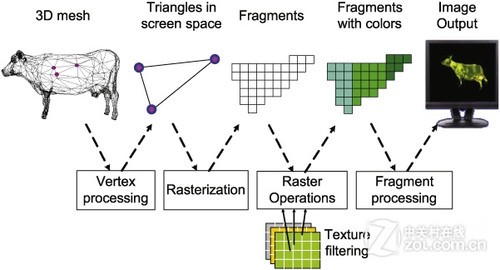 3D mesh
Triangles in
screen space
Fragments
Fragments
with colors
Image
Output
Vertex
processing
Rasterization
Raster
Operations
Fragment
processing
Texture
filtering
中关村在线
zol.com.cn